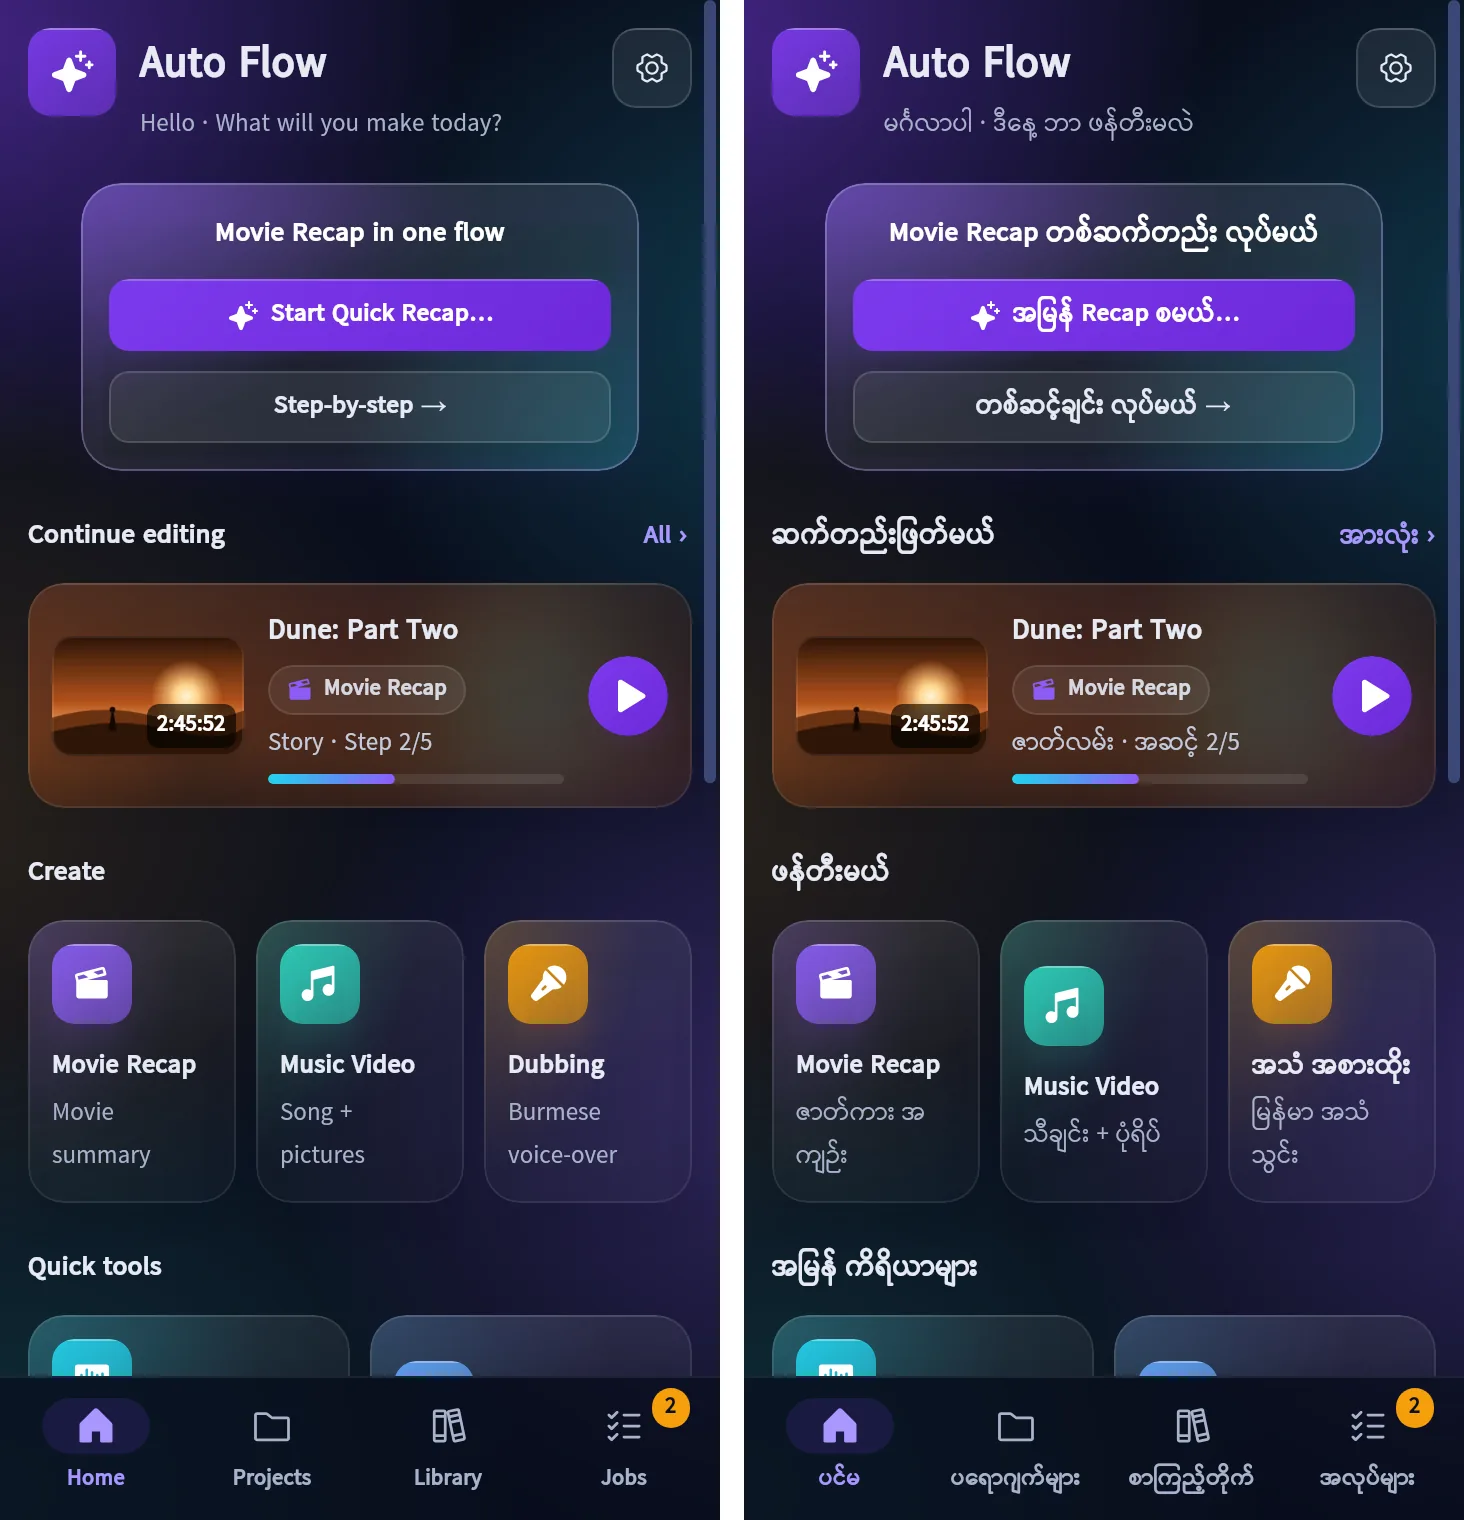 Auto Flow
Hello · What will you make today?
Movie Recap in one flow
Start Quick Recap...
Step-by-step →
Continue editing
All ›
Dune: Part Two
Movie Recap
2:45:52
Story · Step 2/5
Create
Movie Recap
Movie
summary
Music Video
Song +
pictures
Dubbing
Burmese
voice-over
Quick tools
2
Home
Projects
Library
Jobs
Auto Flow
မင်္ဂလာပါ · ဒီနေ့ ဘာ ဖန်တီးမလဲ
Movie Recap တစ်ဆက်တည်း လုပ်မယ်
အမြန် Recap စမယ်...
တစ်ဆင့်ချင်း လုပ်မယ် →
ဆက်တည်းဖြတ်မယ်
အားလုံး ›
Dune: Part Two
Movie Recap
2:45:52
ဇာတ်လမ်း · အဆင့် 2/5
ဖန်တီးမယ်
Movie Recap
ဇာတ်ကား အ
ကျဉ်း
Music Video
သီချင်း + ပုံရိပ်
အသံ အစားထိုး
မြန်မာ အသံ
သွင်း
အမြန် ကိရိယာများ
2
ပင်မ
ပရောဂျက်များ
စာကြည့်တိုက်
အလုပ်များ